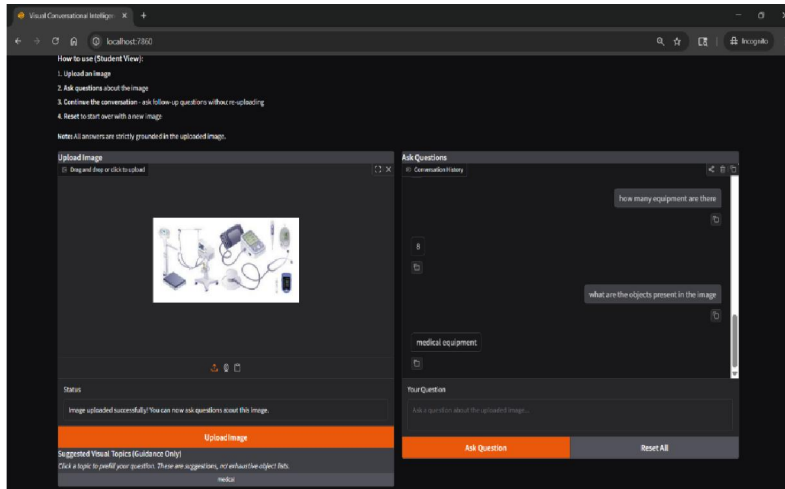 Visual Conversational Intelligen
localhost:7860
Incognito
How to use (Student View):
1. Upload an image
2. Ask questions about the image
3. Continue the conversation - ask follow-up questions without re-uploading
4. Reset to start over with a new image
Note: All answers are strictly grounded in the uploaded image.
Upload Image
Drag and drop or click to upload
Status
Image uploaded successfully! You can now ask questions about this image.
Upload Image
Suggested Visual Topics (Guidance Only)
Click a topic to prefill your question. These are suggestions, not exhaustive object lists.
medical
Ask Questions
Conversation History
how many equipment are there
8
what are the objects present in the image
medical equipment
Your Question
Ask a question about the uploaded image...
Ask Question
Reset All